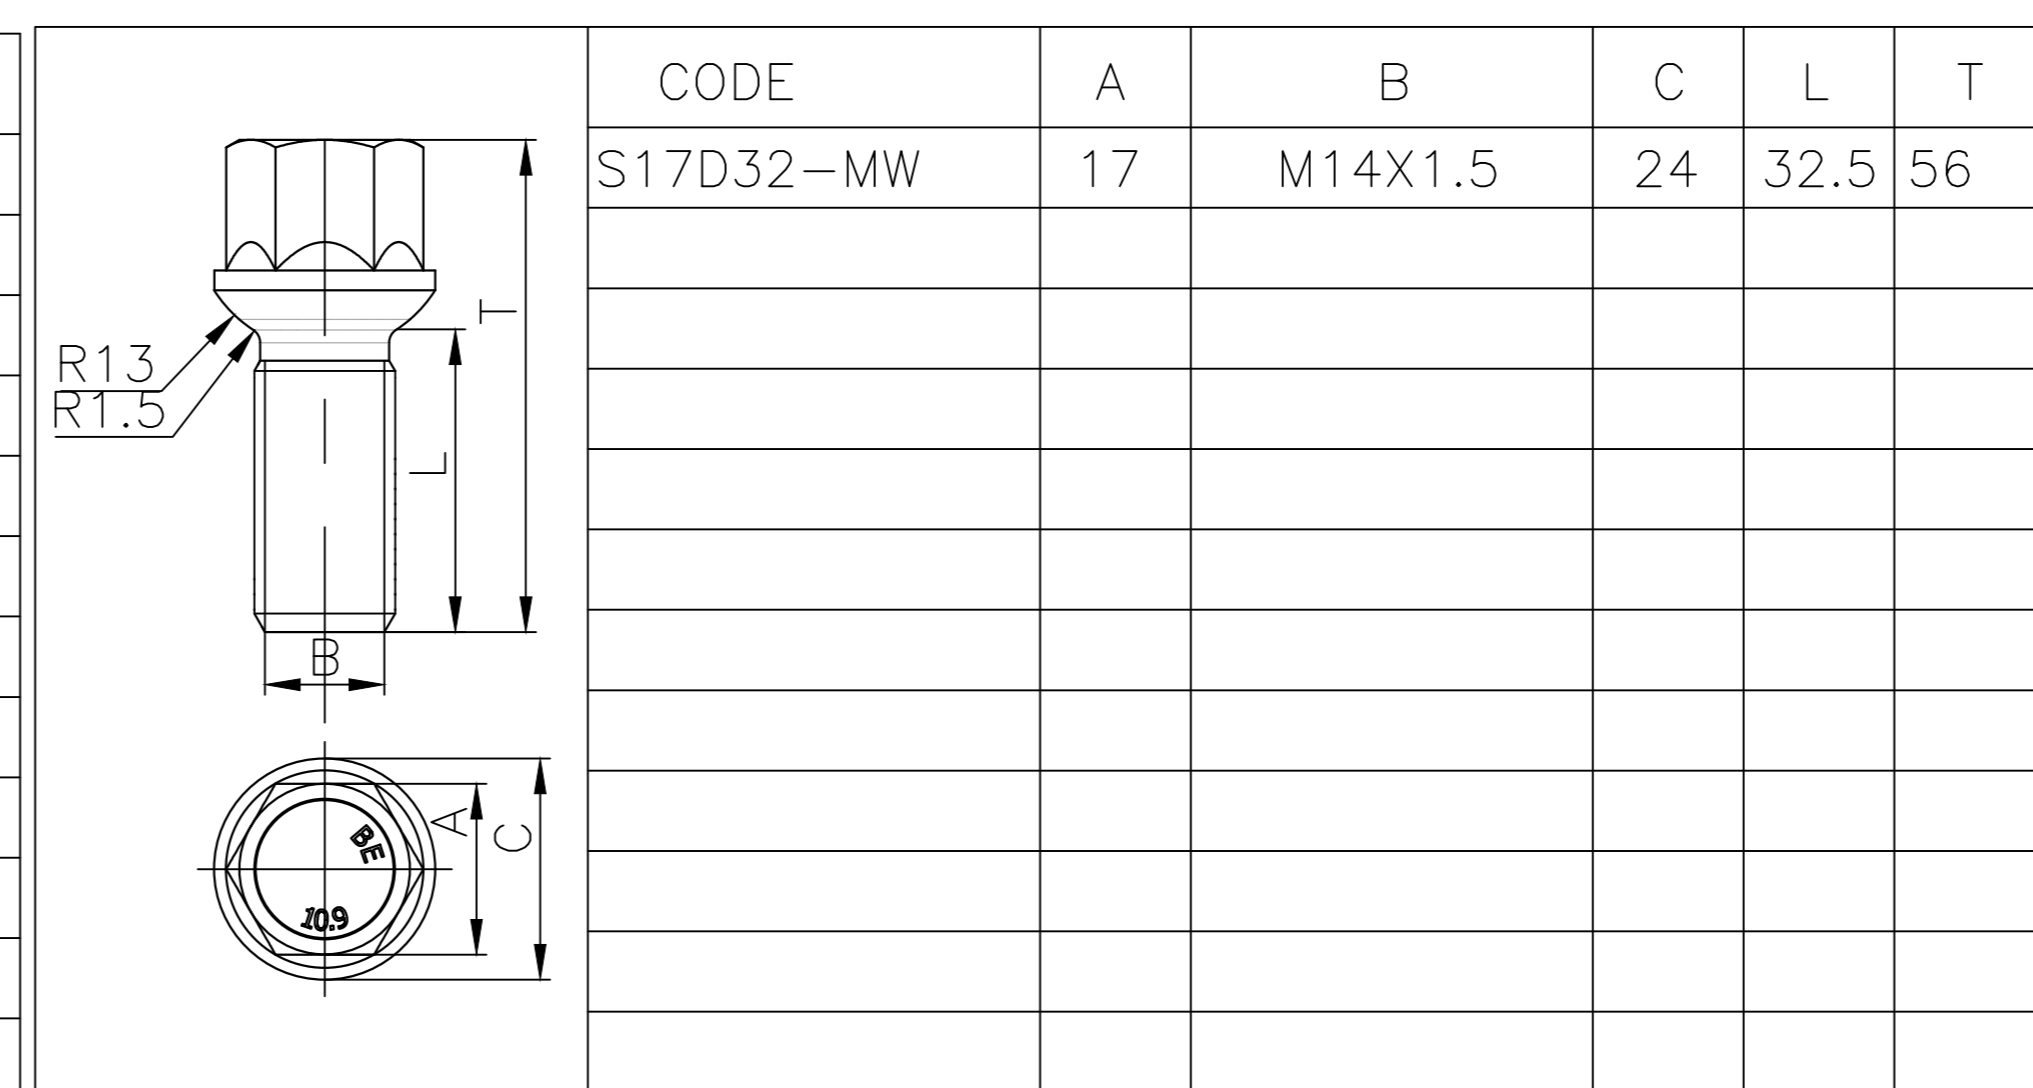 CODE A B C L T
S17D32-MW 17 M14X1.5 24 32.5 56
T
R13
R1.5
L
B
A
C
BE
10.9